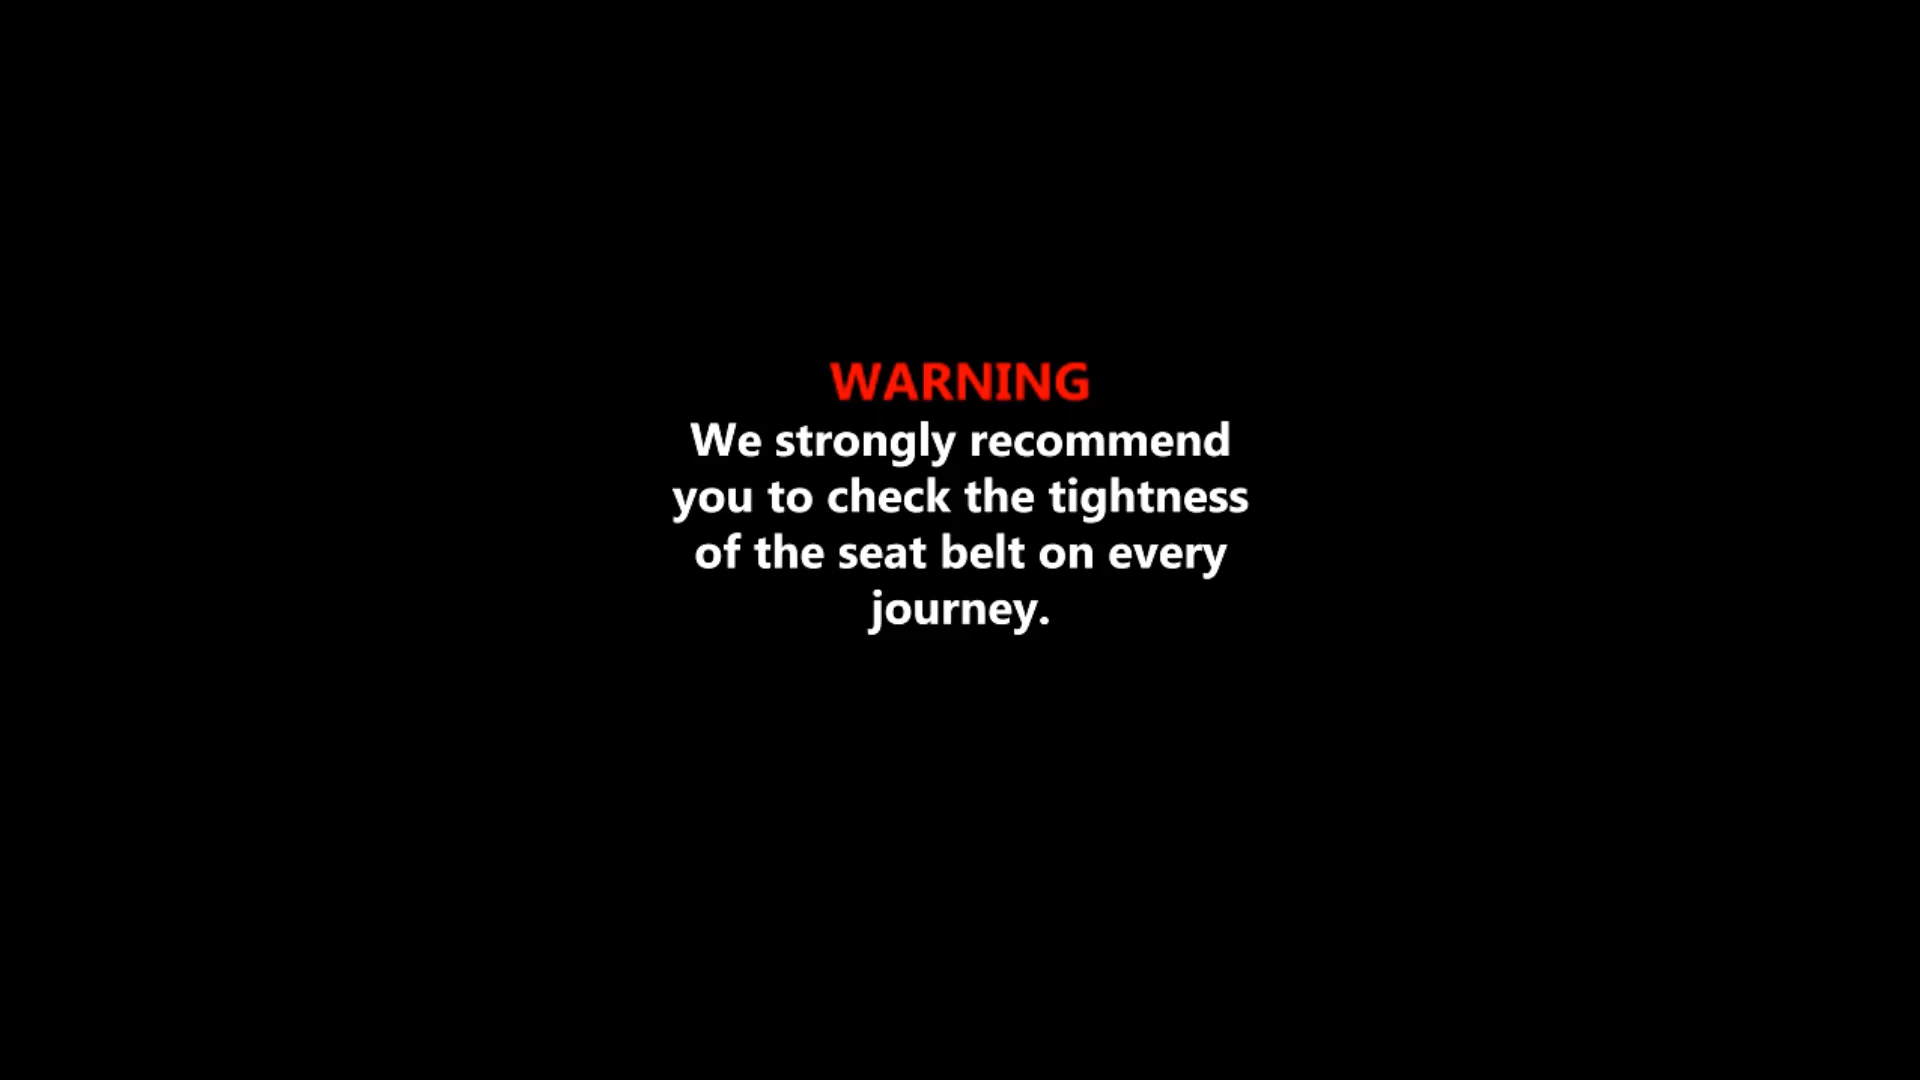 WARNING
We strongly recommend
you to check the tightness
of the seat belt on every
journey.